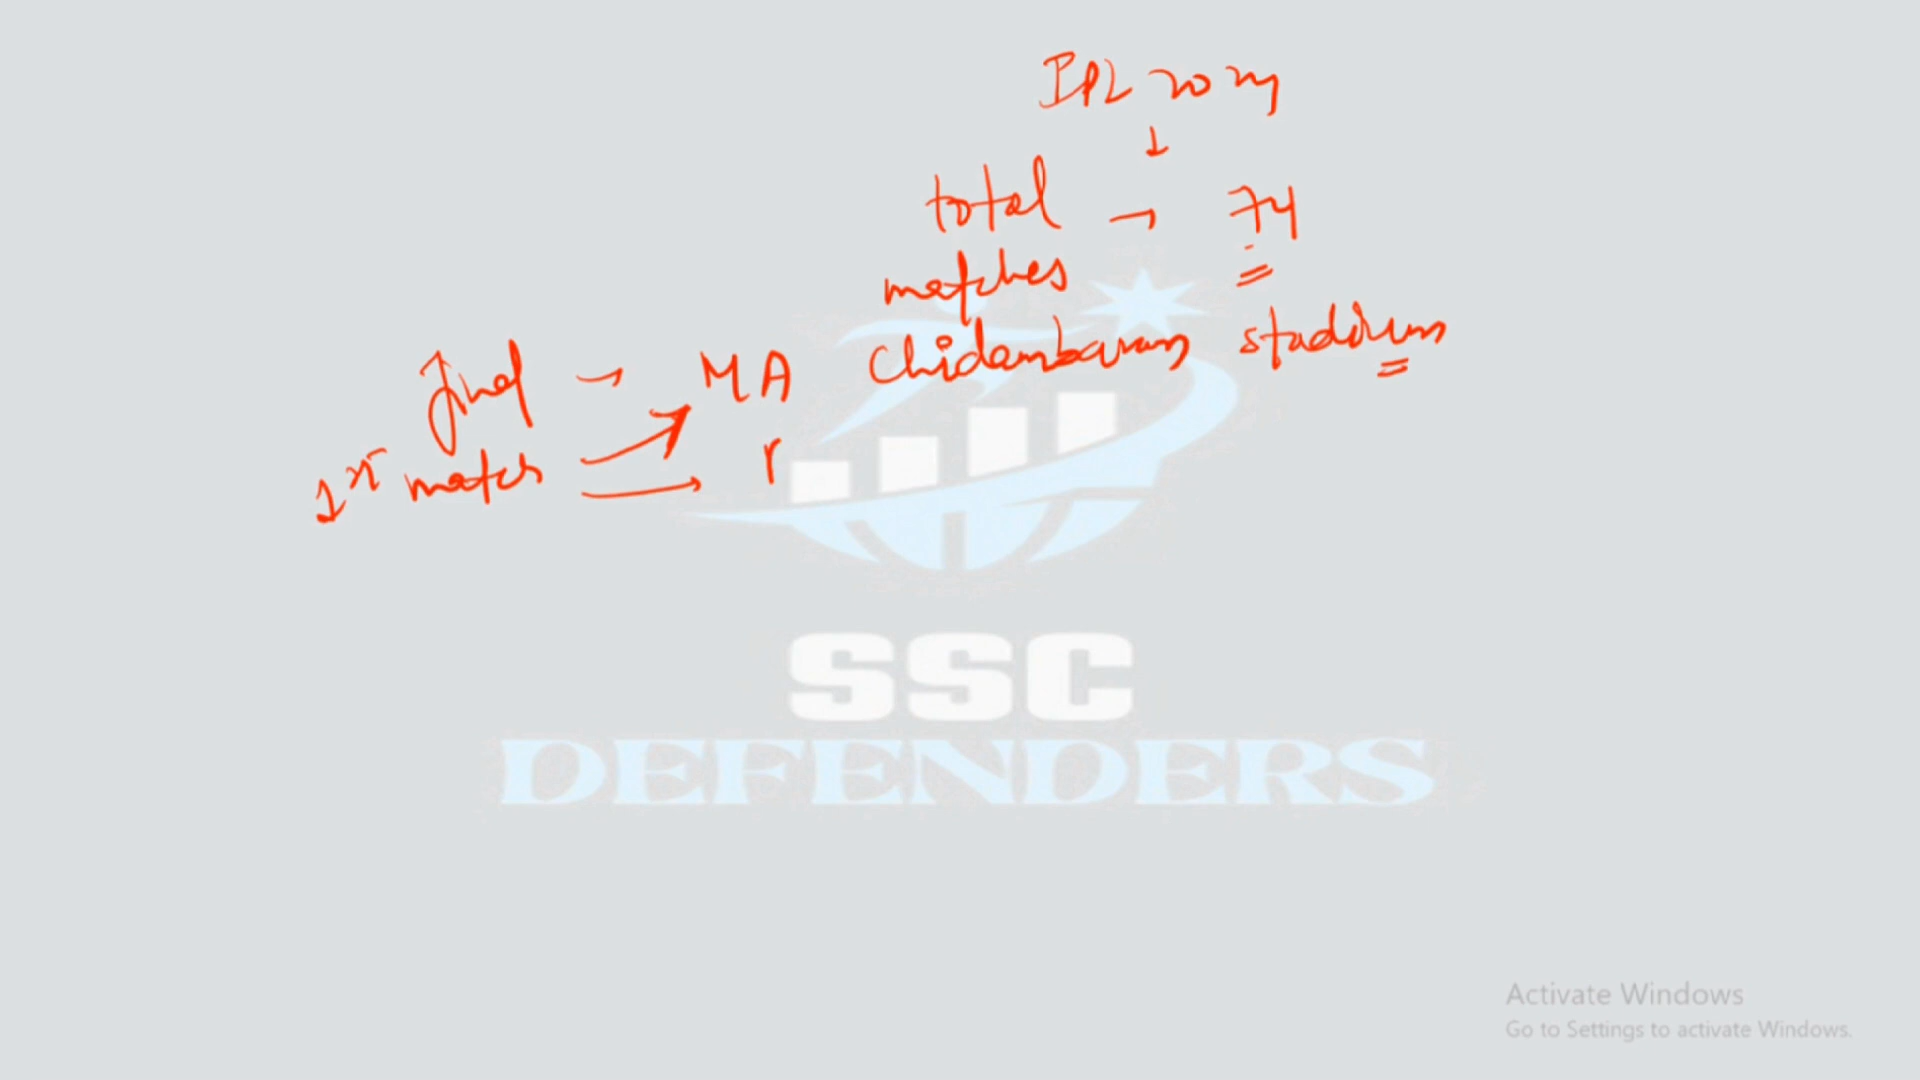 IPL 2024
↓
total → 74
matches
final → MA Chidambaram stadium
1st match → r
SSC
DEFENDERS
Activate Windows
Go to Settings to activate Windows.